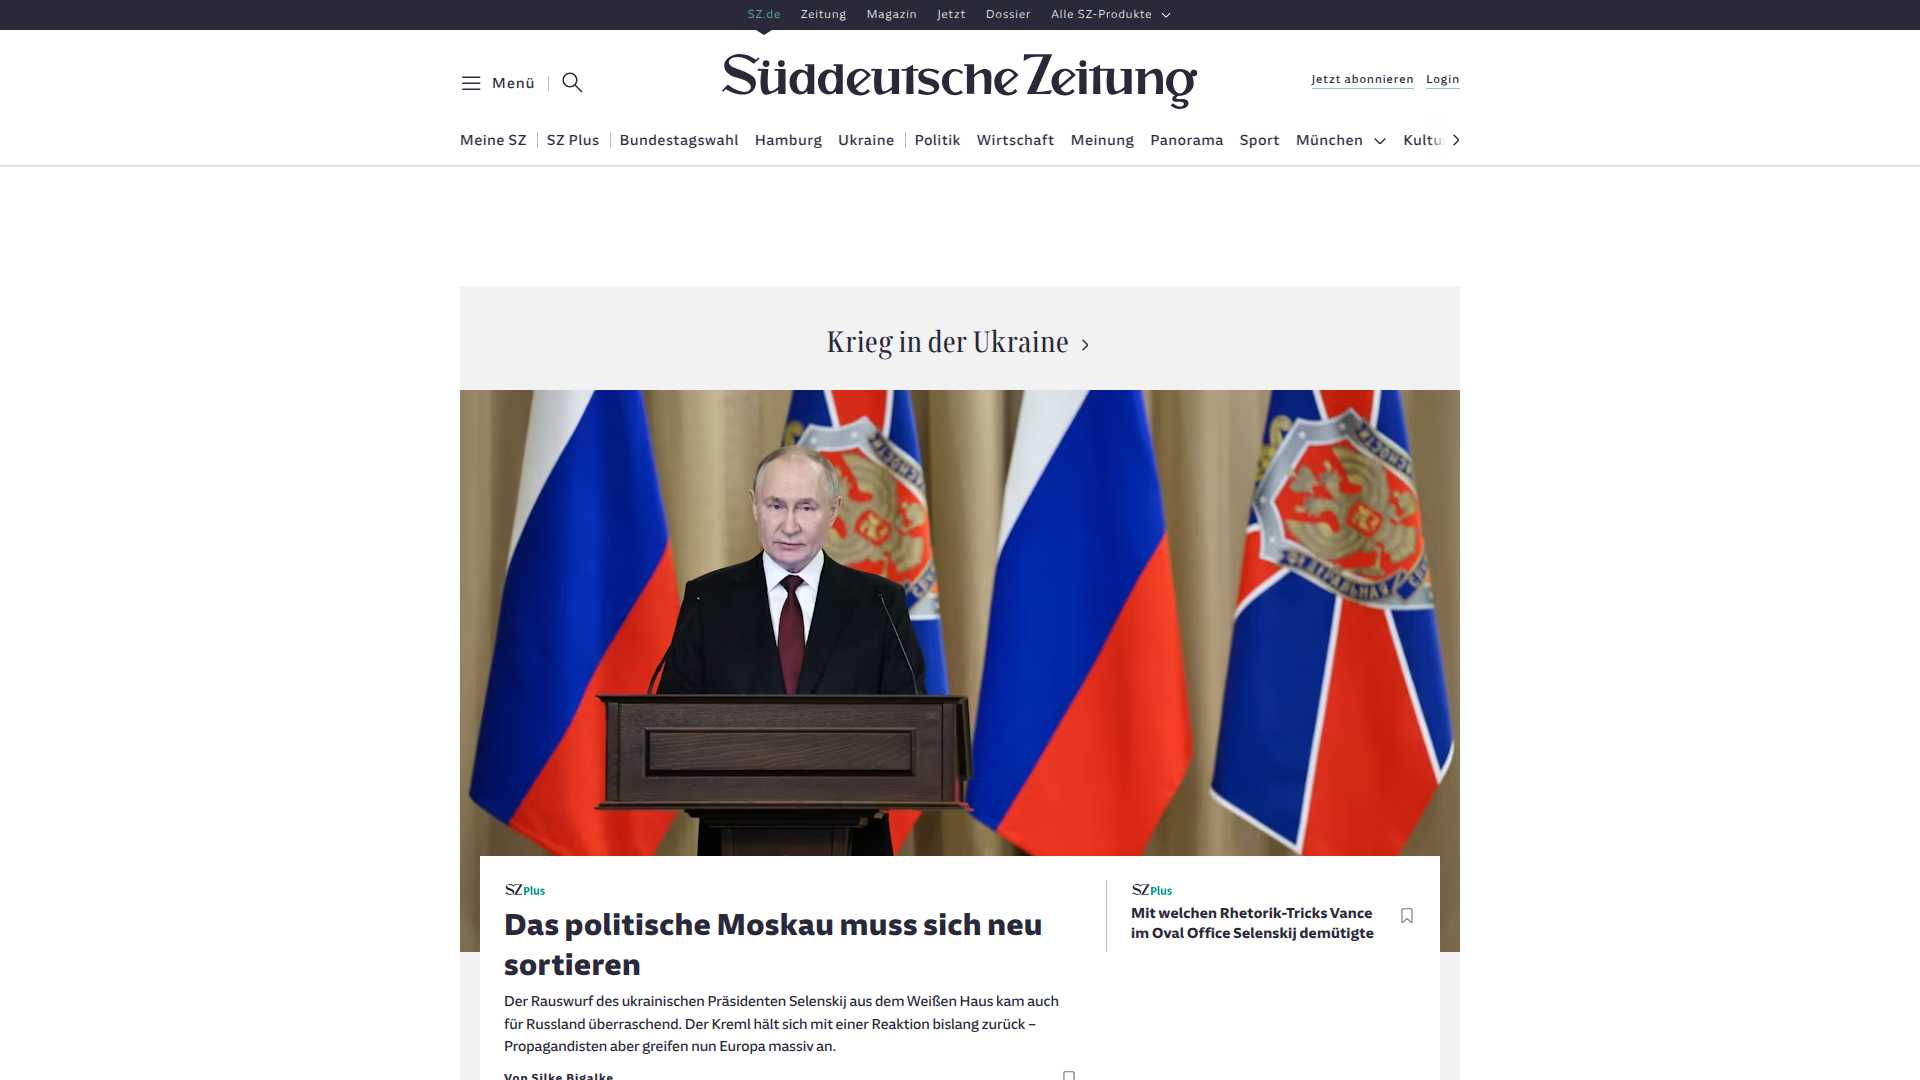 SZ.de Zeitung Magazin Jetzt Dossier Alle SZ-Produkte
Menü
Süddeutsche Zeitung
Jetzt abonnieren Login
Meine SZ SZ Plus Bundestagswahl Hamburg Ukraine Politik Wirtschaft Meinung Panorama Sport München Kultu
Krieg in der Ukraine
SZ Plus
Das politische Moskau muss sich neu
sortieren
Der Rauswurf des ukrainischen Präsidenten Selenskij aus dem Weißen Haus kam auch
für Russland überraschend. Der Kreml hält sich mit einer Reaktion bislang zurück –
Propagandisten aber greifen nun Europa massiv an.
Von Silke Bigalke
SZ Plus
Mit welchen Rhetorik-Tricks Vance
im Oval Office Selenskij demütigte